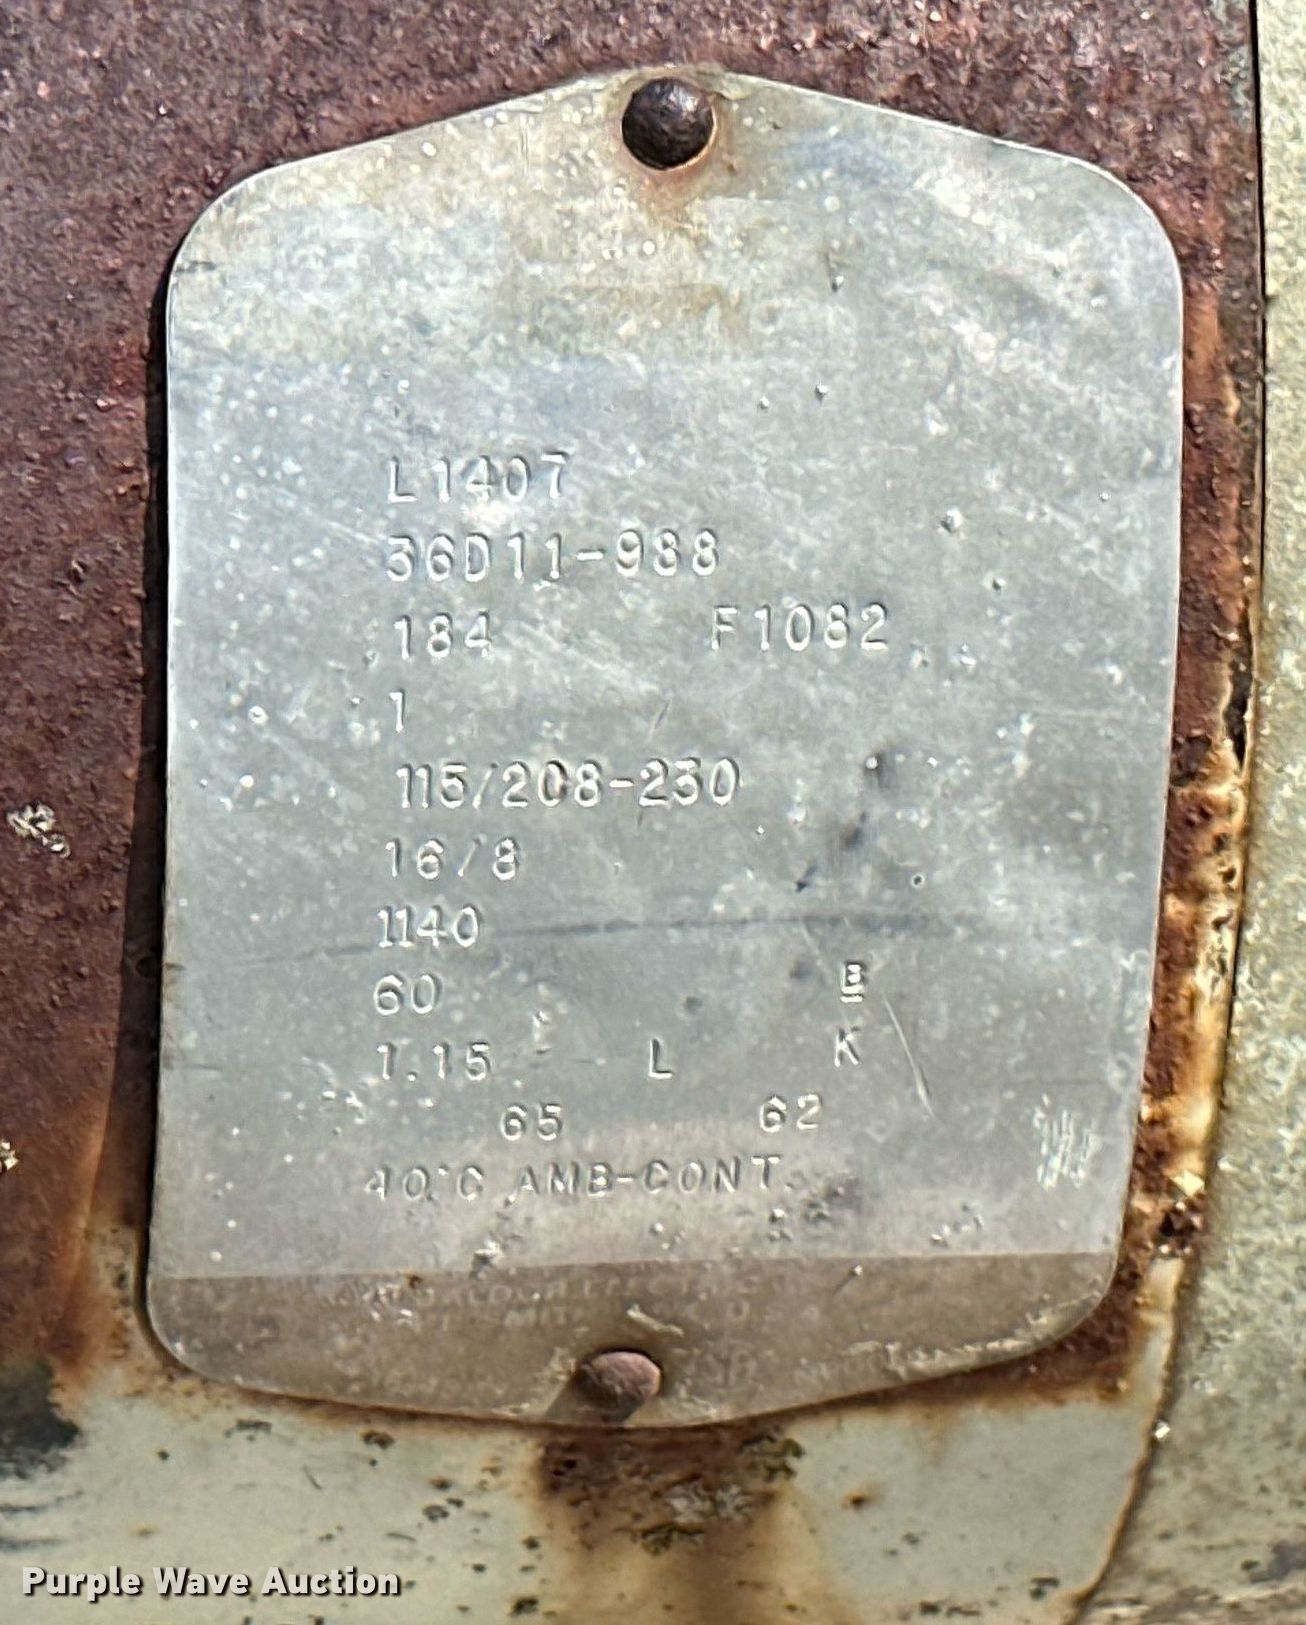 L1407
36D11-988
184 F1082
1
115/208-230
16/8
1140
60 B
1.15 L K
65 62
40°C AMB-CONT.
Purple Wave Auction